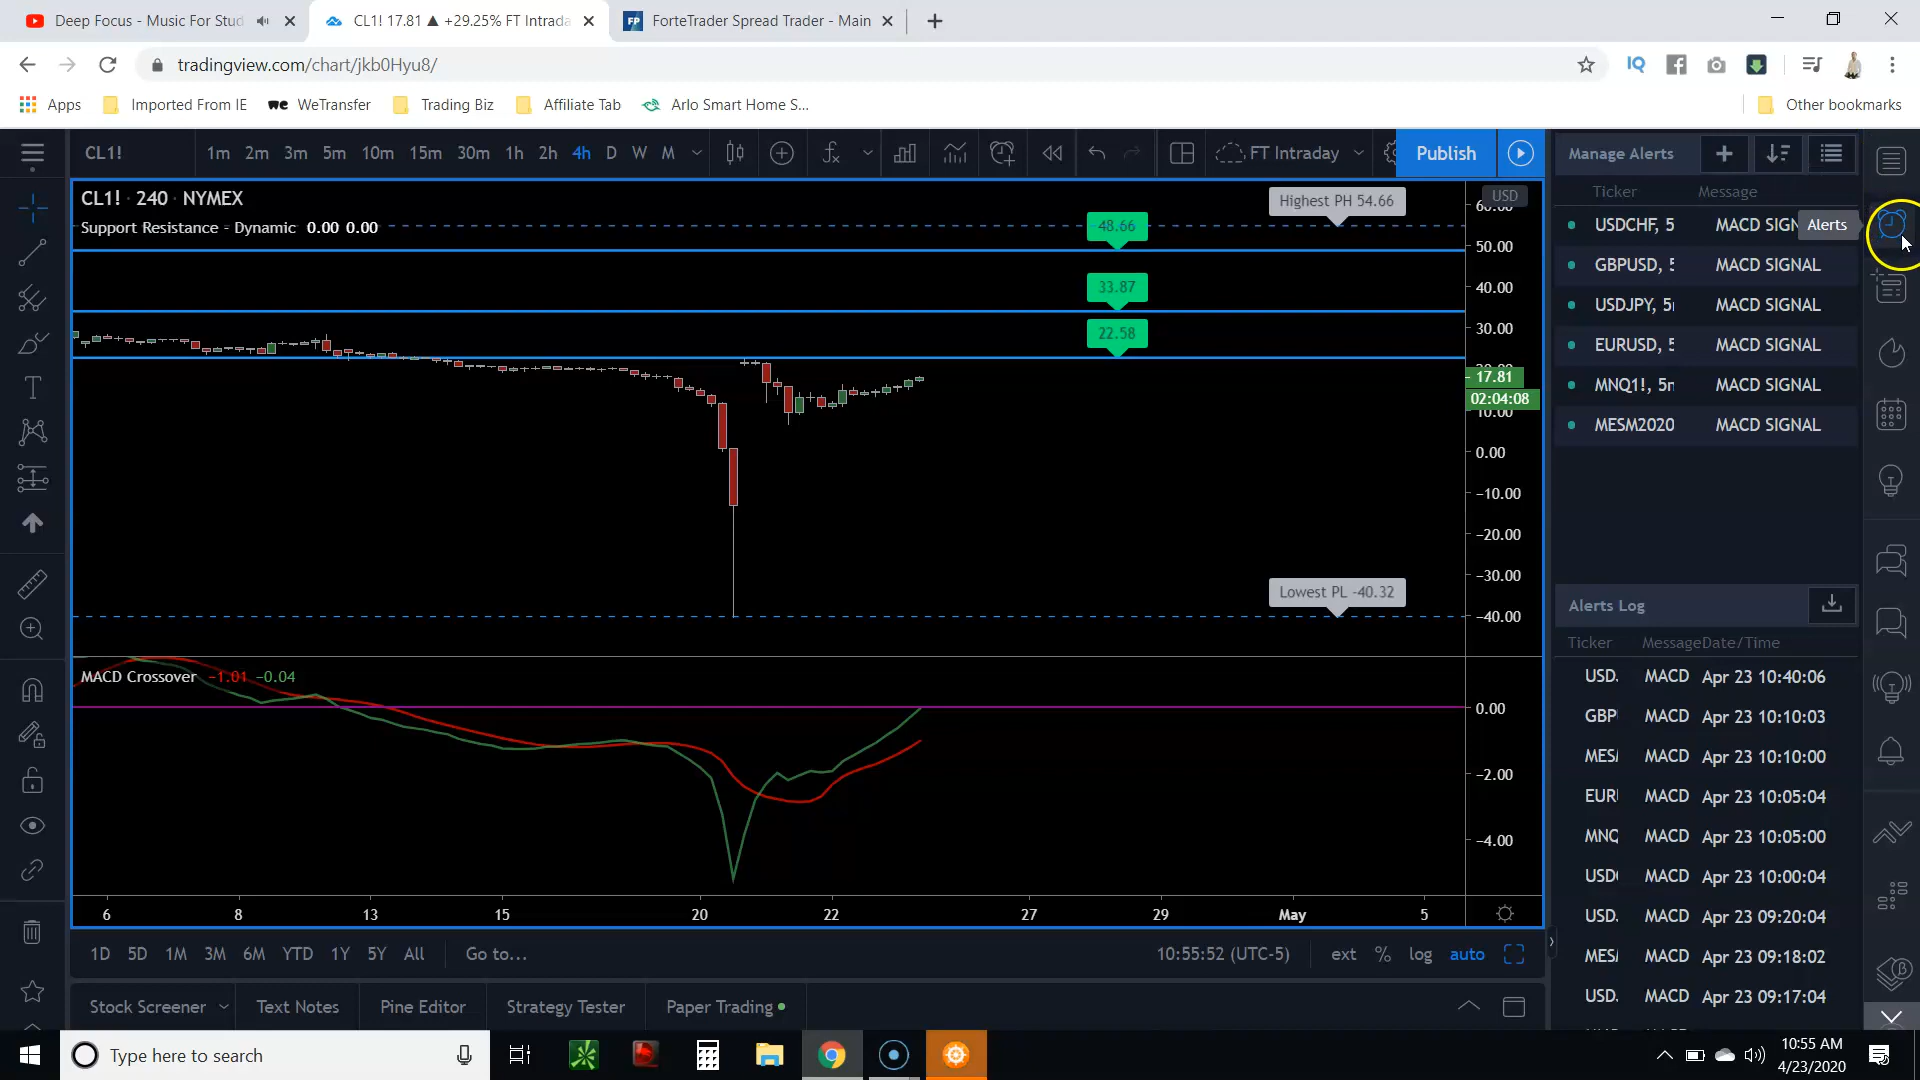 Deep Focus - Music For Stud
CL1! 17.81 ▲ +29.25% FT Intrada
FP ForteTrader Spread Trader - Main
tradingview.com/chart/jkb0Hyu8/
IQ
Apps
Imported From IE
we WeTransfer
Trading Biz
Affiliate Tab
Arlo Smart Home S...
Other bookmarks
CL1!
1m 2m 3m 5m 10m 15m 30m 1h 2h 4h D W M
FT Intraday
Publish
Manage Alerts
Ticker Message
USDCHF, 5 MACD SIGN
Alerts
GBPUSD, 5 MACD SIGNAL
USDJPY, 5 MACD SIGNAL
EURUSD, 5 MACD SIGNAL
MNQ1!, 5m MACD SIGNAL
MESM2020 MACD SIGNAL
CL1! · 240 · NYMEX
Support Resistance - Dynamic 0.00 0.00
Highest PH 54.66
USD
48.66
33.87
22.58
60.00
50.00
40.00
30.00
17.81
02:04:08
10.00
0.00
-10.00
-20.00
-30.00
-40.00
Lowest PL -40.32
MACD Crossover -1.01 -0.04
0.00
-2.00
-4.00
6 8 13 15 20 22 27 29 May 5
Alerts Log
Ticker Message Date/Time
USD. MACD Apr 23 10:40:06
GBP MACD Apr 23 10:10:03
MES MACD Apr 23 10:10:00
EUR MACD Apr 23 10:05:04
MNQ MACD Apr 23 10:05:00
USD MACD Apr 23 10:00:04
USD. MACD Apr 23 09:20:04
MES MACD Apr 23 09:18:02
USD. MACD Apr 23 09:17:04
1D 5D 1M 3M 6M YTD 1Y 5Y All
Go to...
10:55:52 (UTC-5)
ext % log auto
Stock Screener
Text Notes
Pine Editor
Strategy Tester
Paper Trading
Type here to search
10:55 AM
4/23/2020